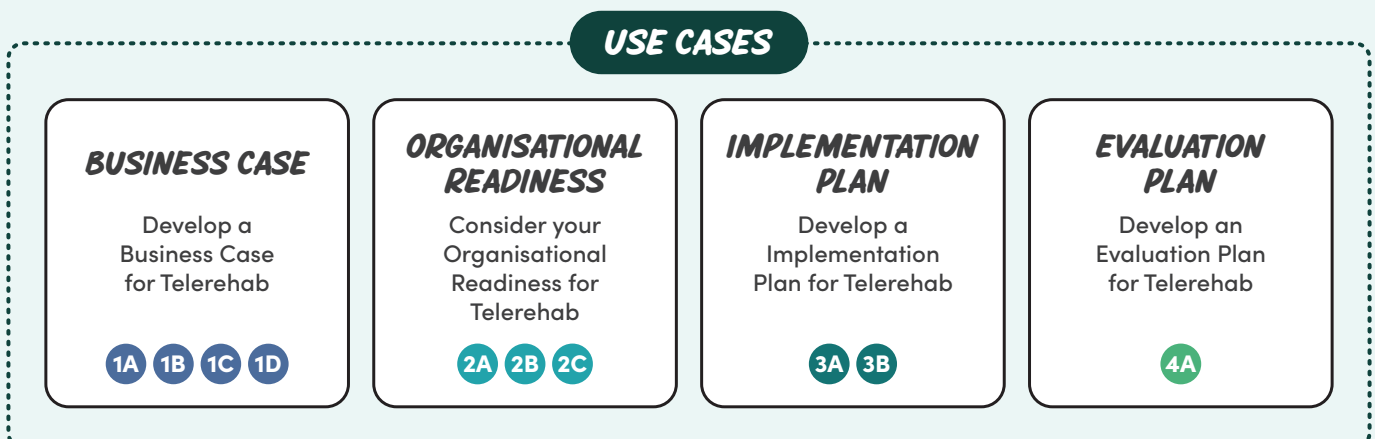 USE CASES
BUSINESS CASE
Develop a
Business Case
for Telerehab
1A 1B 1C 1D
ORGANISATIONAL
READINESS
Consider your
Organisational
Readiness for
Telerehab
2A 2B 2C
IMPLEMENTATION
PLAN
Develop a
Implementation
Plan for Telerehab
3A 3B
EVALUATION
PLAN
Develop an
Evaluation Plan
for Telerehab
4A